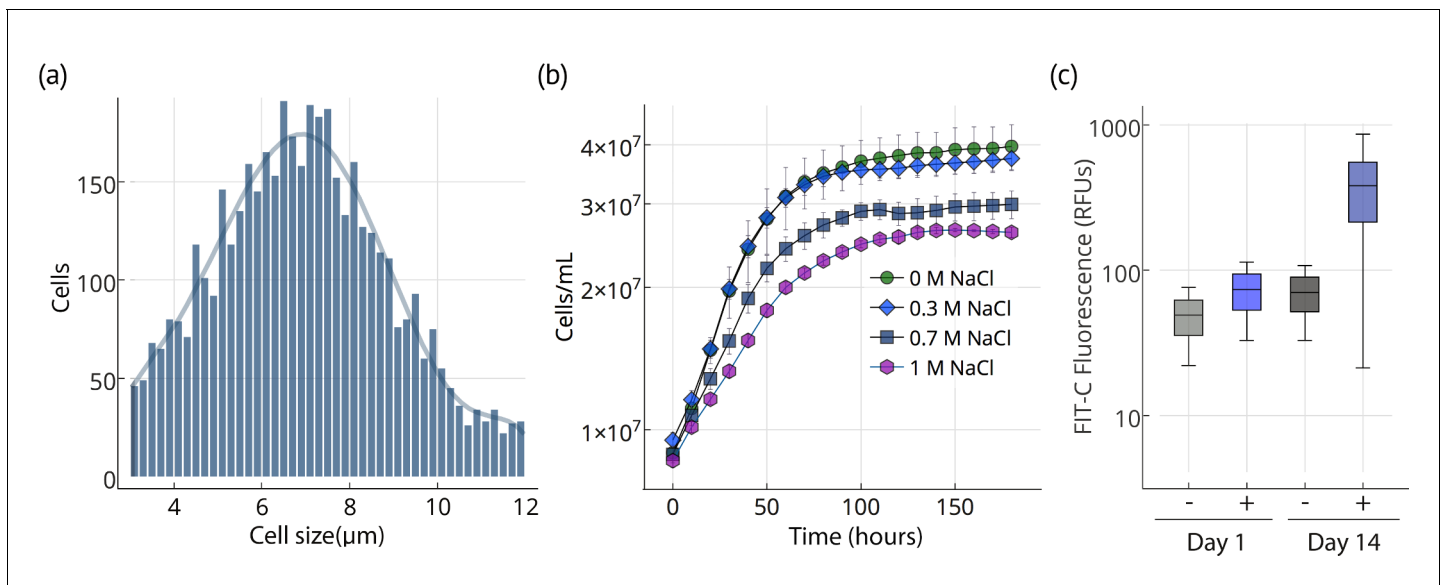 (a)
Cells
150
100
50
0
4 6 8 10 12
Cell size(µm)
(b)
Cells/mL
4×10⁷
3×10⁷
2×10⁷
1×10⁷
0 M NaCl
0.3 M NaCl
0.7 M NaCl
1 M NaCl
0 50 100 150
Time (hours)
(c)
FIT-C Fluorescence (RFUs)
1000
100
10
- + - +
Day 1 Day 14